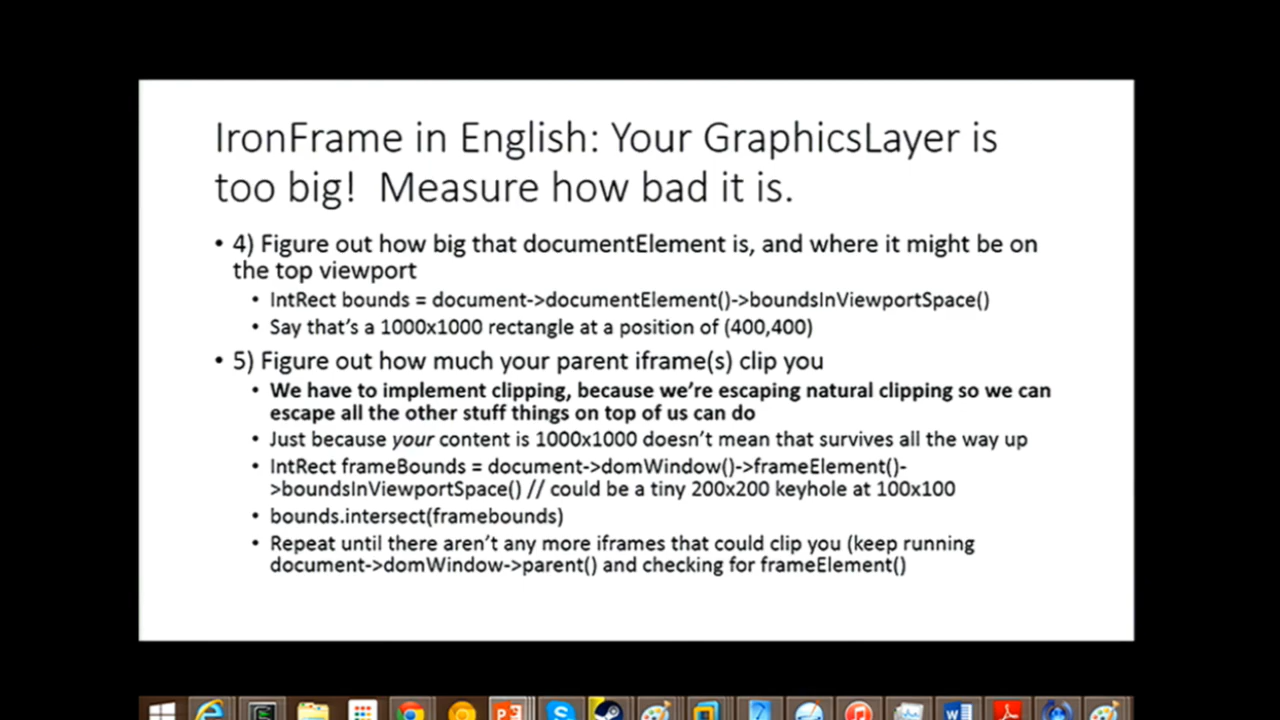 IronFrame in English: Your GraphicsLayer is
too big!  Measure how bad it is.
• 4) Figure out how big that documentElement is, and where it might be on
the top viewport
• IntRect bounds = document->documentElement()->boundsInViewportSpace()
• Say that's a 1000x1000 rectangle at a position of (400,400)
• 5) Figure out how much your parent iframe(s) clip you
• We have to implement clipping, because we're escaping natural clipping so we can
escape all the other stuff things on top of us can do
• Just because your content is 1000x1000 doesn't mean that survives all the way up
• IntRect frameBounds = document->domWindow()->frameElement()-
>boundsInViewportSpace() // could be a tiny 200x200 keyhole at 100x100
• bounds.intersect(framebounds)
• Repeat until there aren't any more iframes that could clip you (keep running
document->domWindow->parent() and checking for frameElement()